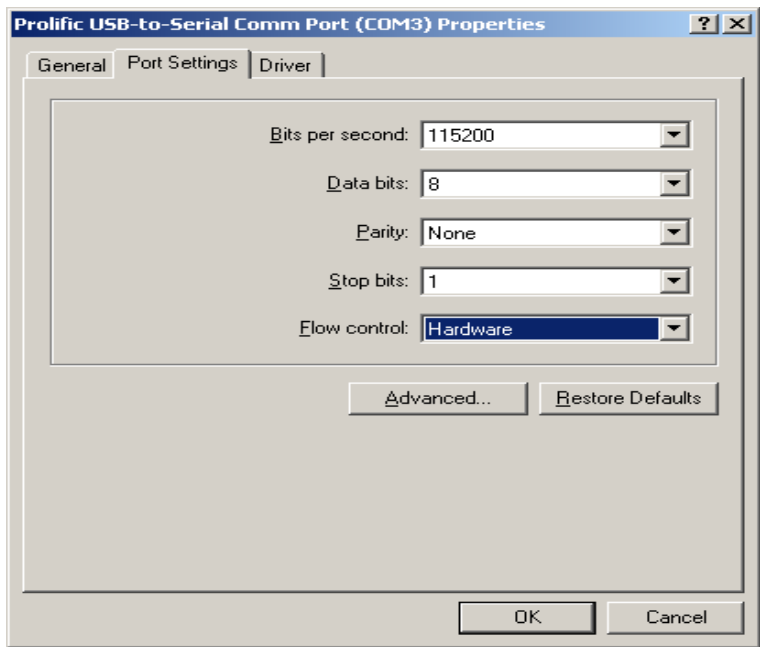 Prolific USB-to-Serial Comm Port (COM3) Properties
General Port Settings Driver
Bits per second: 115200
Data bits: 8
Parity: None
Stop bits: 1
Flow control: Hardware
Advanced... Restore Defaults
OK Cancel